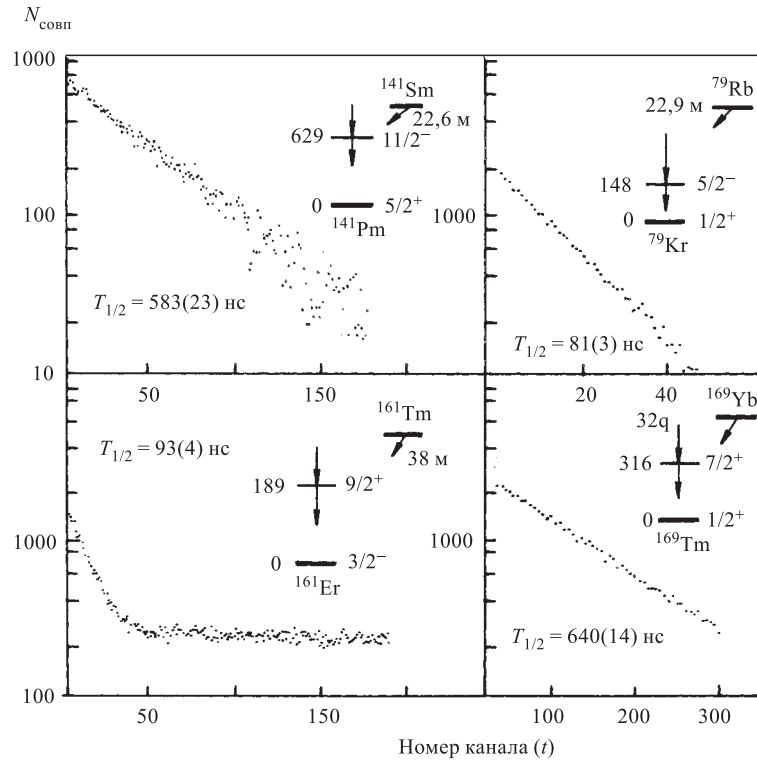 N совп
1000
100
10
141Sm
22,6 м
629 11/2−
0 5/2+
141Pm
T1/2 = 583(23) нс
50 150
79Rb
22,9 м
148 5/2−
0 1/2+
79Kr
1000
T1/2 = 81(3) нс
20 40
161Tm
38 м
T1/2 = 93(4) нс
189 9/2+
0 3/2−
161Er
1000
100
50 150
169Yb
32q
316 7/2+
0 1/2+
169Tm
1000
T1/2 = 640(14) нс
100 200 300
Номер канала (t)